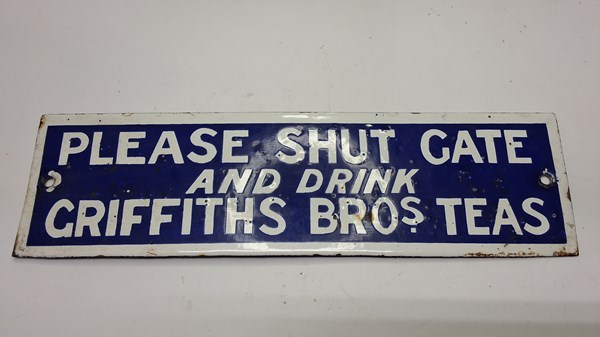 PLEASE SHUT GATE
AND DRINK
GRIFFITHS BROS. TEAS